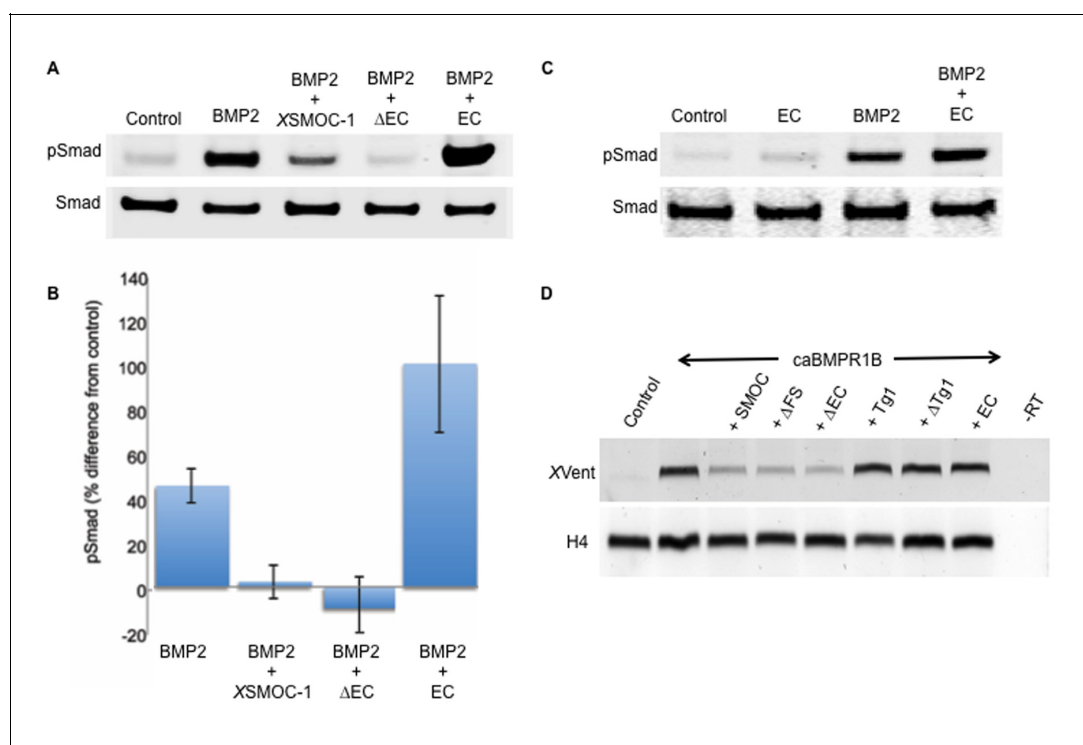 A
Control
BMP2
BMP2
+
XSMOC-1
BMP2
+
ΔEC
BMP2
+
EC
pSmad
Smad
B
pSmad (% difference from control)
140
120
100
80
60
40
20
0
-20
BMP2
BMP2
+
XSMOC-1
BMP2
+
ΔEC
BMP2
+
EC
C
Control
EC
BMP2
BMP2
+
EC
pSmad
Smad
D
caBMPR1B
Control
+ SMOC
+ ΔFS
+ ΔEC
+ Tg1
+ ΔTg1
+ EC
-RT
XVent
H4